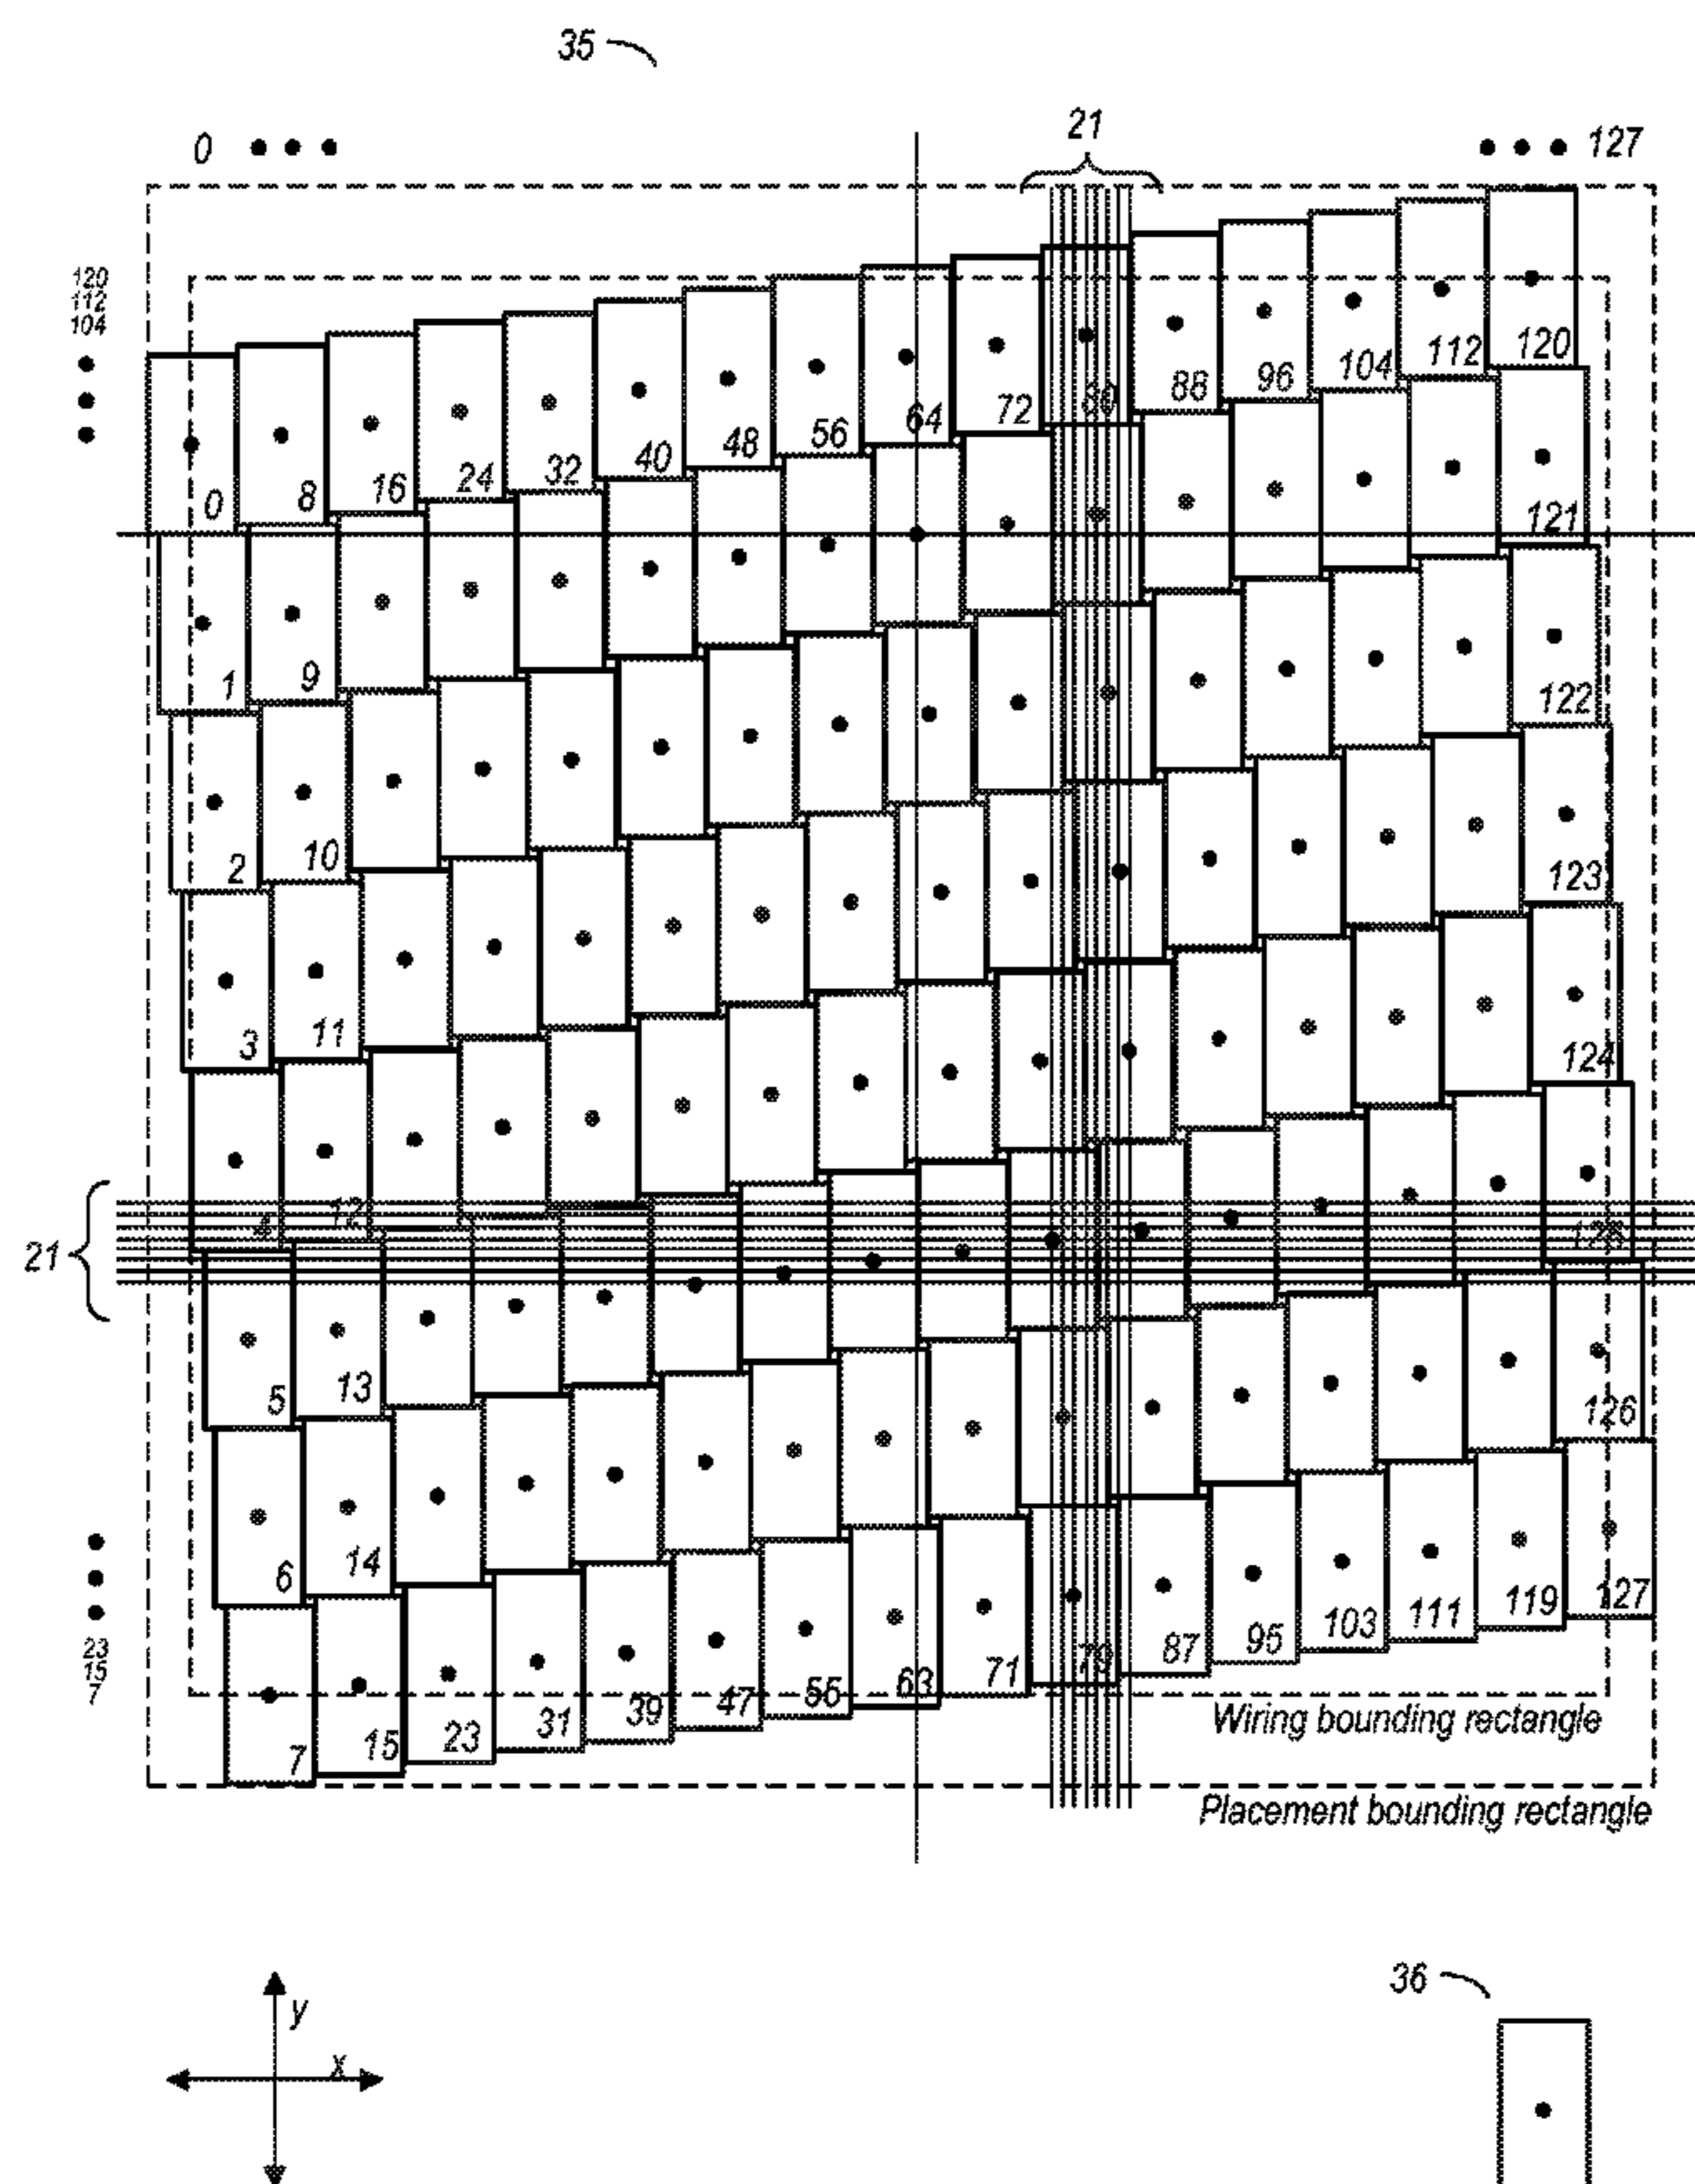 35
21
0 127
120
112
104
0 8 16 24 32 40 48 56 64 72 80 88 96 104 112 120
1 9 121
2 10 122
3 11 123
4 12 124
21
5 13 125
6 14 126
7 15 23 31 39 47 55 63 71 79 87 95 103 111 119 127
23
15
7
Wiring bounding rectangle
Placement bounding rectangle
y
x
36